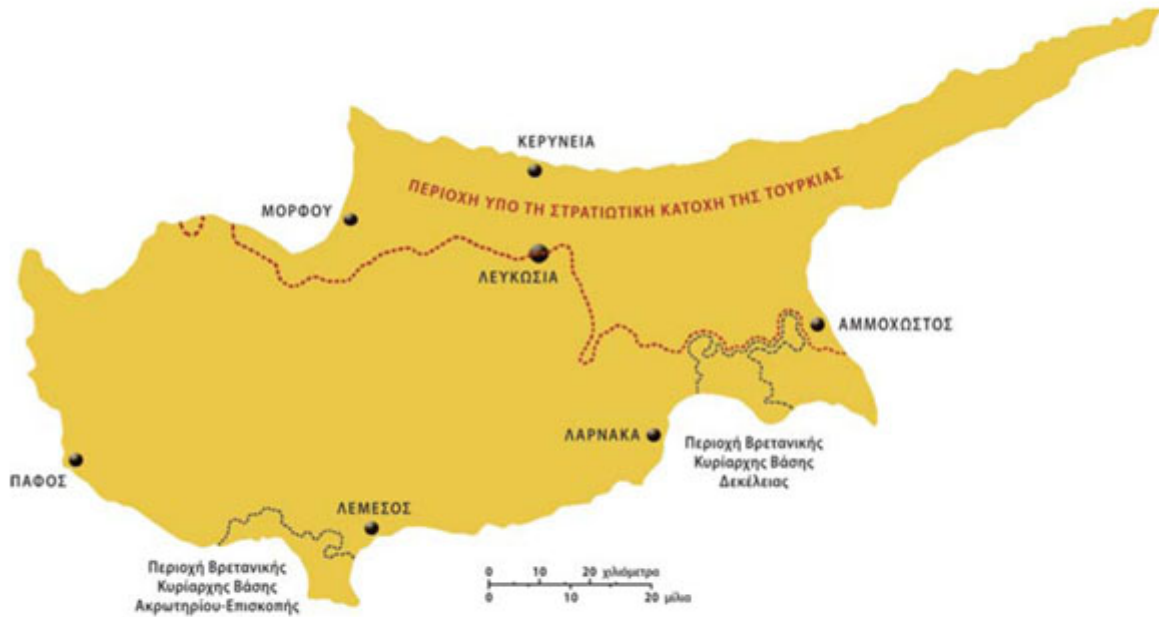 ΚΕΡΥΝΕΙΑ
ΠΕΡΙΟΧΗ ΥΠΟ ΤΗ ΣΤΡΑΤΙΩΤΙΚΗ ΚΑΤΟΧΗ ΤΗΣ ΤΟΥΡΚΙΑΣ
ΜΟΡΦΟΥ
ΛΕΥΚΩΣΙΑ
ΑΜΜΟΧΩΣΤΟΣ
ΛΑΡΝΑΚΑ
Περιοχή Βρετανικής
Κυρίαρχης Βάσης
Δεκέλειας
ΠΑΦΟΣ
ΛΕΜΕΣΟΣ
Περιοχή Βρετανικής
Κυρίαρχης Βάσης
Ακρωτηρίου-Επισκοπής
0 10 20 χιλιόμετρα
0 10 20 μίλια